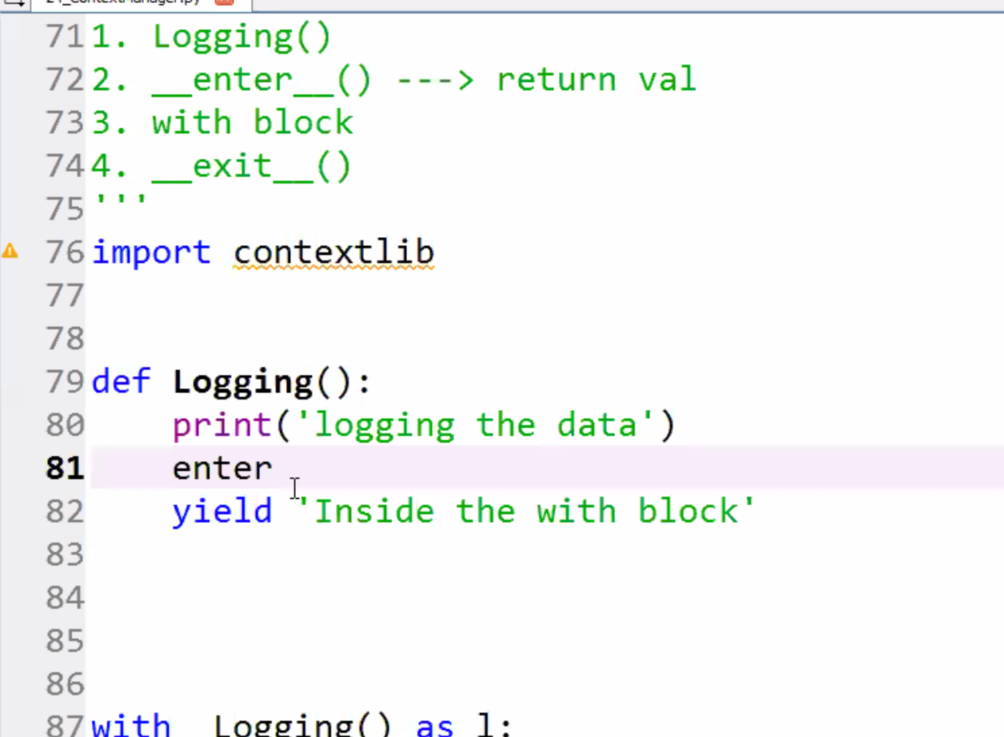 71 1. Logging()
72 2. __enter__() ---> return val
73 3. with block
74 4. __exit__()
75 '''
76 import contextlib
77
78
79 def Logging():
80     print('logging the data')
81     enter
82     yield 'Inside the with block'
83
84
85
86
87 with  Logging() as l: